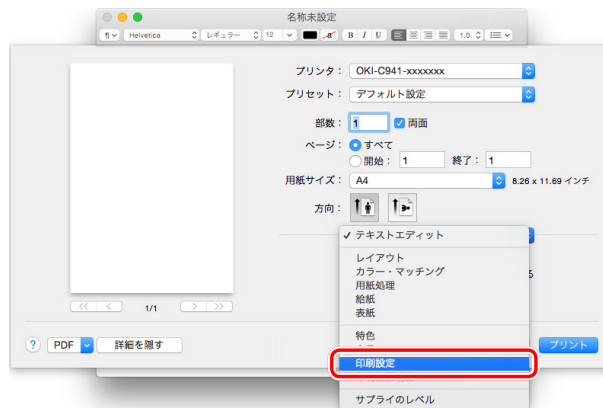 名称未設定
¶ Helvetica レギュラー 12 a B I U 1.0
プリンタ： OKI-C941-xxxxxxx
プリセット： デフォルト設定
部数： 1 両面
ページ： すべて
開始： 1 終了： 1
用紙サイズ： A4 8.26 x 11.69 インチ
方向：
✓ テキストエディット
レイアウト
カラー・マッチング
用紙処理
給紙
表紙
特色
印刷設定
サプライのレベル
<< < 1/1 > >>
? PDF 詳細を隠す プリント